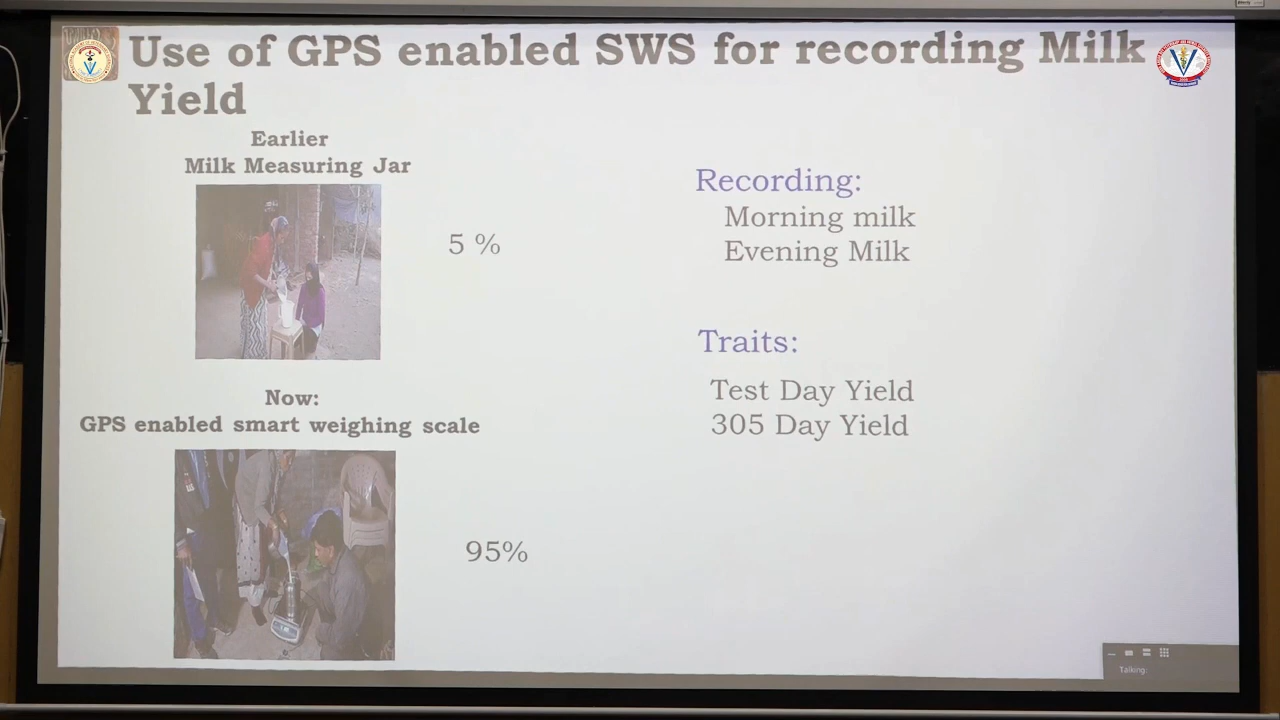 Use of GPS enabled SWS for recording Milk
Yield
Earlier
Milk Measuring Jar
5 %
Now:
GPS enabled smart weighing scale
95%
Recording:
Morning milk
Evening Milk
Traits:
Test Day Yield
305 Day Yield
Talking: